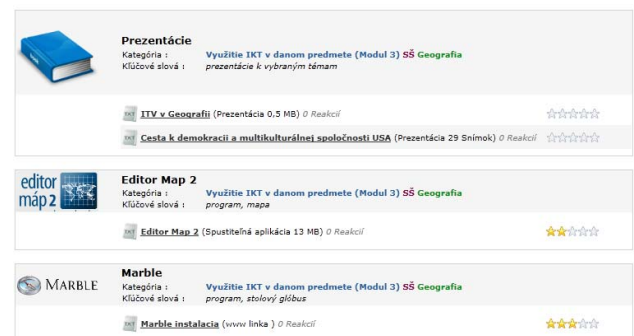 Prezentácie
Kategória : Využitie IKT v danom predmete (Modul 3) SŠ Geografia
Kľúčové slová : prezentácie k vybraným témam
TXT ITV v Geografii (Prezentácia 0,5 MB) 0 Reakcií
TXT Cesta k demokracii a multikulturálnej spoločnosti USA (Prezentácia 29 Snímok) 0 Reakcií
editor máp 2
Editor Map 2
Kategória : Využitie IKT v danom predmete (Modul 3) SŠ Geografia
Kľúčové slová : program, mapa
TXT Editor Map 2 (Spustiteľná aplikácia 13 MB) 0 Reakcií
MARBLE
Marble
Kategória : Využitie IKT v danom predmete (Modul 3) SŠ Geografia
Kľúčové slová : program, stolový glóbus
TXT Marble instalacia (www linka ) 0 Reakcií